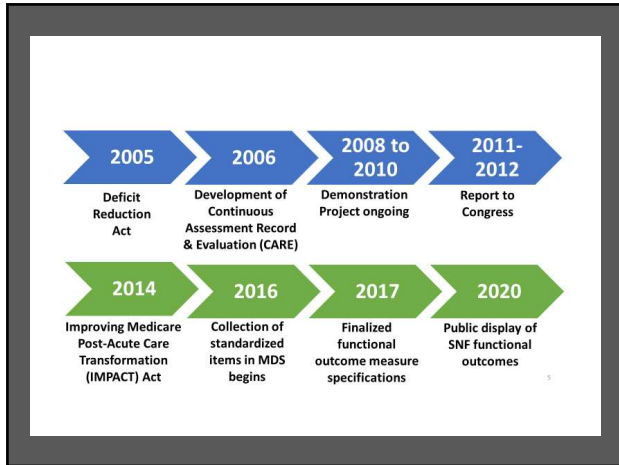 2005
2006
2008 to
2010
2011-
2012
Deficit
Reduction
Act
Development of
Continuous
Assessment Record
& Evaluation (CARE)
Demonstration
Project ongoing
Report to
Congress
2014
2016
2017
2020
Improving Medicare
Post-Acute Care
Transformation
(IMPACT) Act
Collection of
standardized
items in MDS
begins
Finalized
functional
outcome measure
specifications
Public display of
SNF functional
outcomes
5